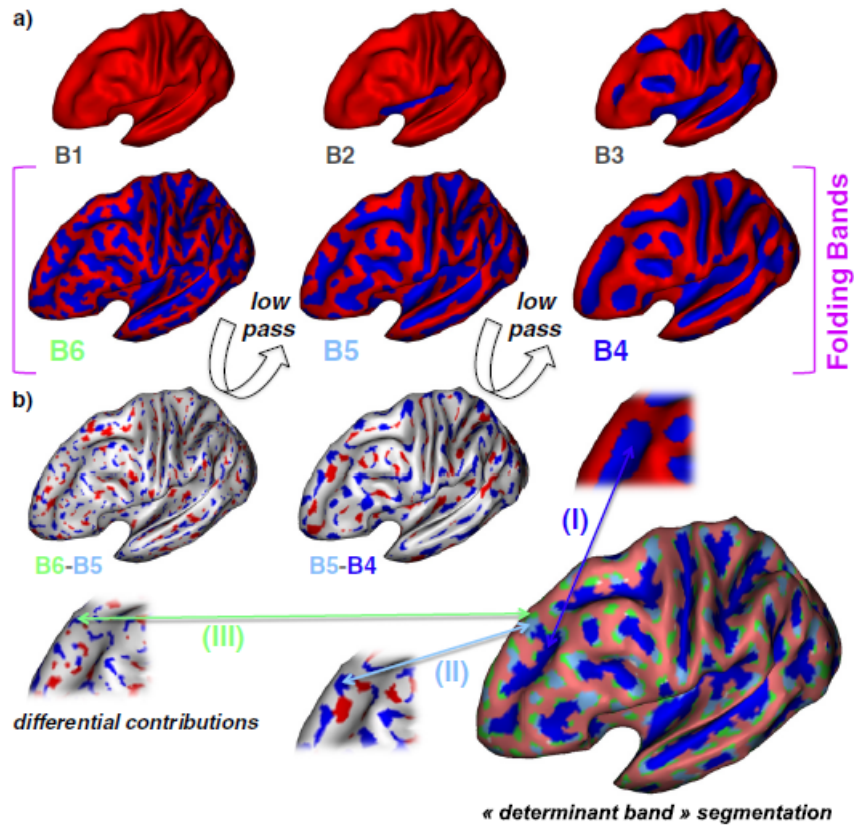 a)
B1
B2
B3
B6
low
pass
B5
low
pass
B4
Folding Bands
b)
B6-B5
B5-B4
(I)
(III)
(II)
differential contributions
« determinant band » segmentation